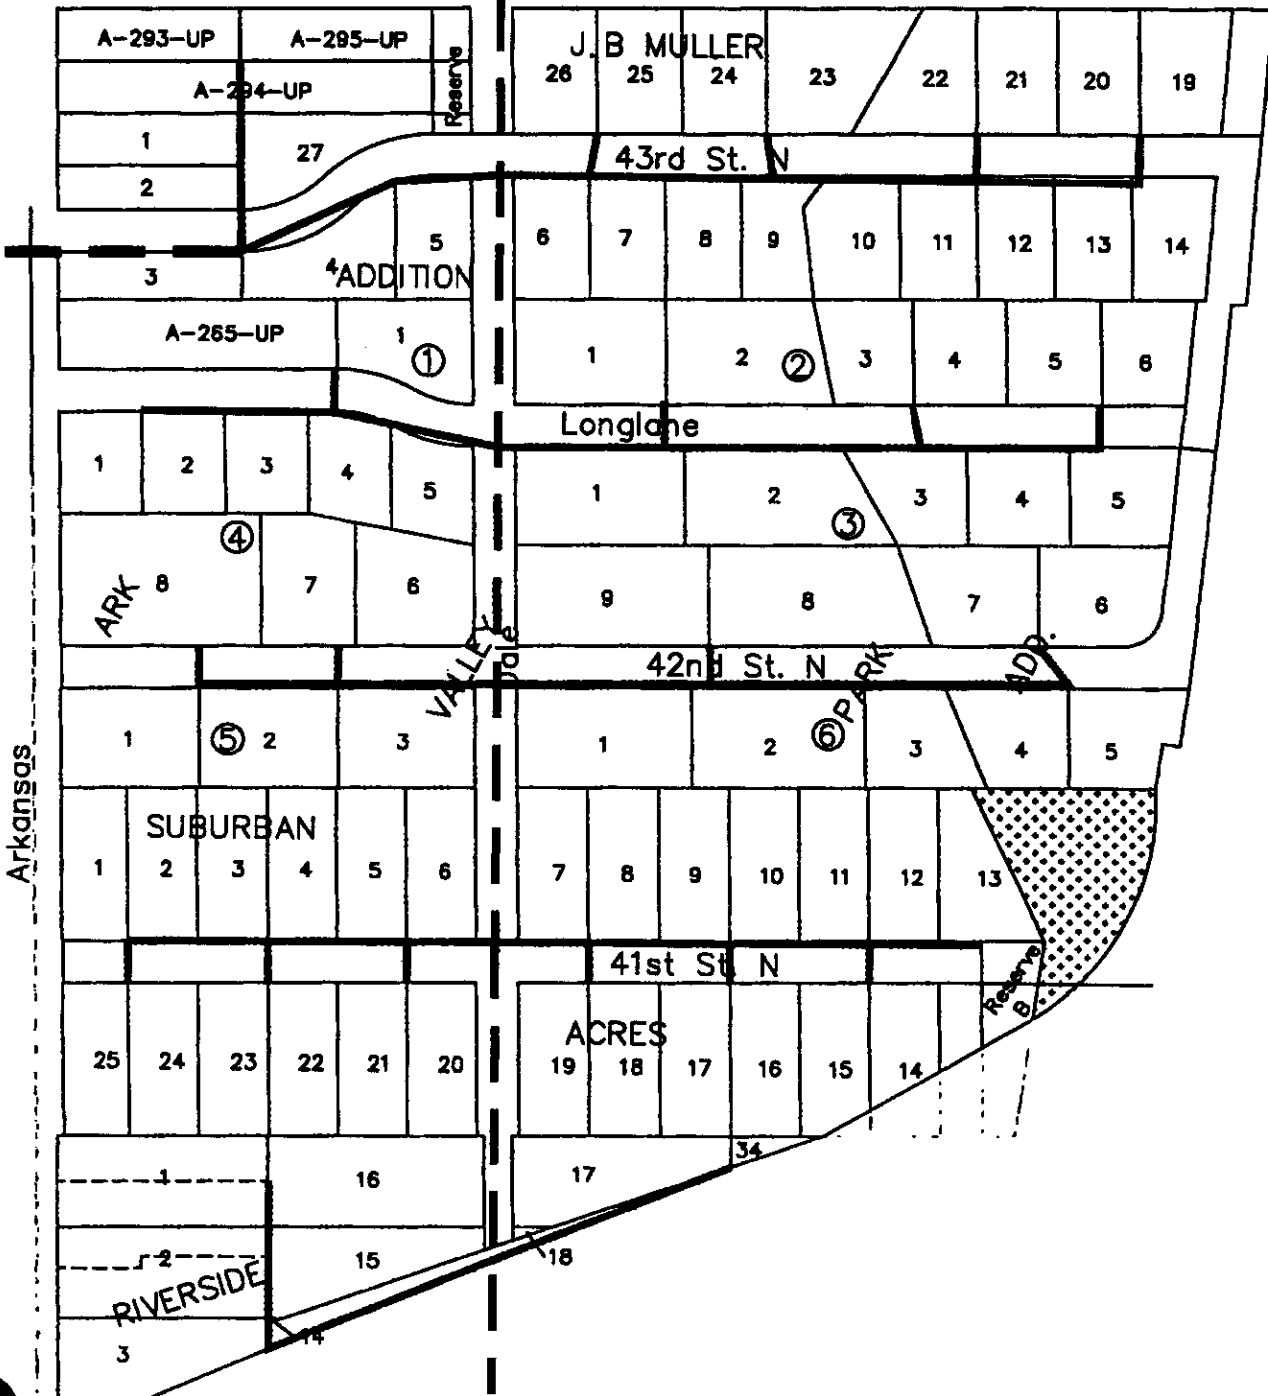 A-293-UP A-295-UP Reserve J. B MULLER
A-294-UP 26 25 24 23 22 21 20 19
1 27
2 43rd St. N
3 4 5 6 7 8 9 10 11 12 13 14
ADDITION
A-265-UP 1 ① 1 2 ② 3 4 5 6
Longlane
1 2 3 4 5 1 2 3 4 5
④ ③
ARK 8 7 6 9 8 7 6
VALLEY Jale 42nd St. N PARK ADD.
1 ⑤ 2 3 1 2 ⑥ 3 4 5
Arkansas
SUBURBAN
1 2 3 4 5 6 7 8 9 10 11 12 13
41st St. N Reserve B
ACRES
25 24 23 22 21 20 19 18 17 16 15 14
1 16 17 34
2 15 18
RIVERSIDE
3 14